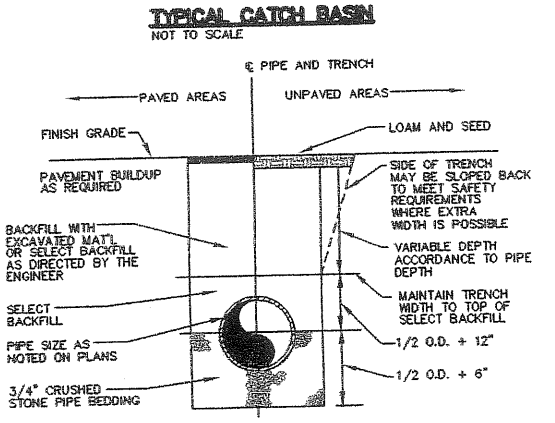 TYPICAL CATCH BASIN
NOT TO SCALE
℄ PIPE AND TRENCH
PAVED AREAS
UNPAVED AREAS
FINISH GRADE
LOAM AND SEED
PAVEMENT BUILDUP
AS REQUIRED
SIDE OF TRENCH
MAY BE SLOPED BACK
TO MEET SAFETY
REQUIREMENTS
WHERE EXTRA
WIDTH IS POSSIBLE
BACKFILL WITH
EXCAVATED MAT'L
OR SELECT BACKFILL
AS DIRECTED BY THE
ENGINEER
VARIABLE DEPTH
ACCORDANCE TO PIPE
DEPTH
MAINTAIN TRENCH
WIDTH TO TOP OF
SELECT BACKFILL
SELECT
BACKFILL
PIPE SIZE AS
NOTED ON PLANS
1/2 O.D. + 12"
1/2 O.D. + 6"
3/4" CRUSHED
STONE PIPE BEDDING